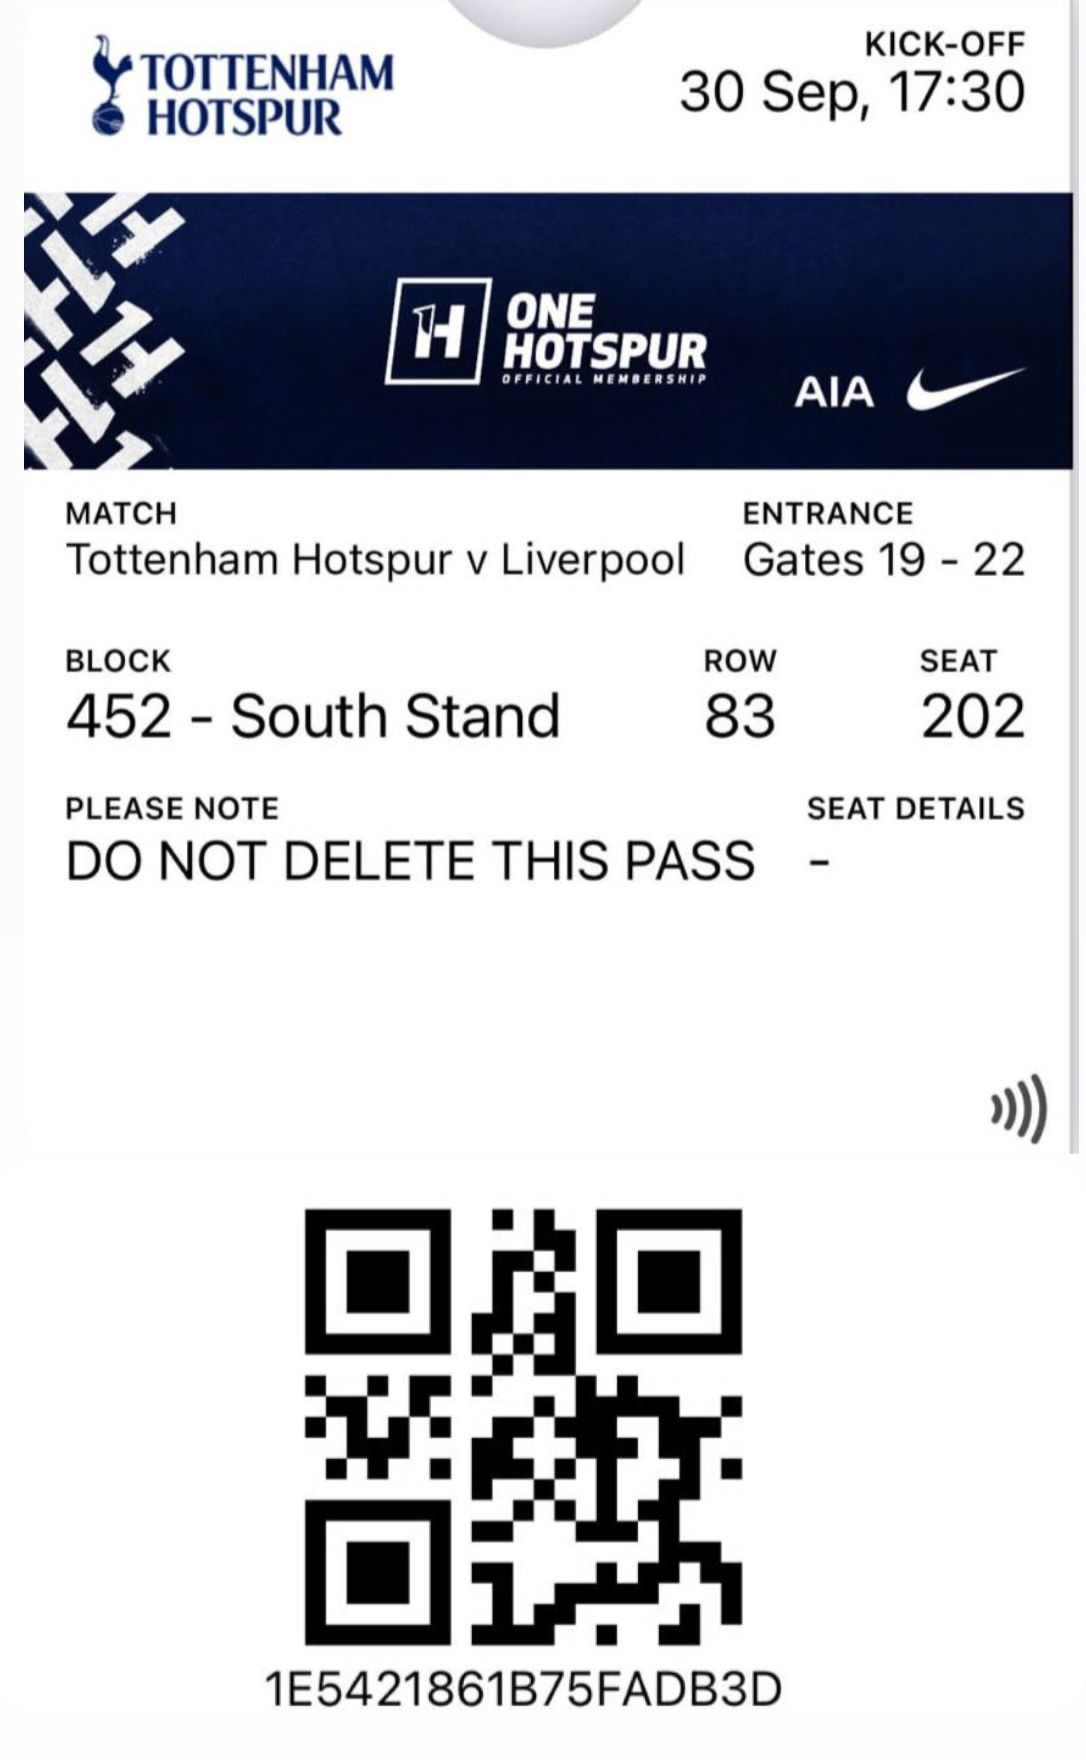 TOTTENHAM
HOTSPUR
KICK-OFF
30 Sep, 17:30
1H
ONE
HOTSPUR
OFFICIAL MEMBERSHIP
AIA
MATCH
Tottenham Hotspur v Liverpool
ENTRANCE
Gates 19 - 22
BLOCK
452 - South Stand
ROW
83
SEAT
202
PLEASE NOTE
DO NOT DELETE THIS PASS
SEAT DETAILS
-
1E5421861B75FADB3D